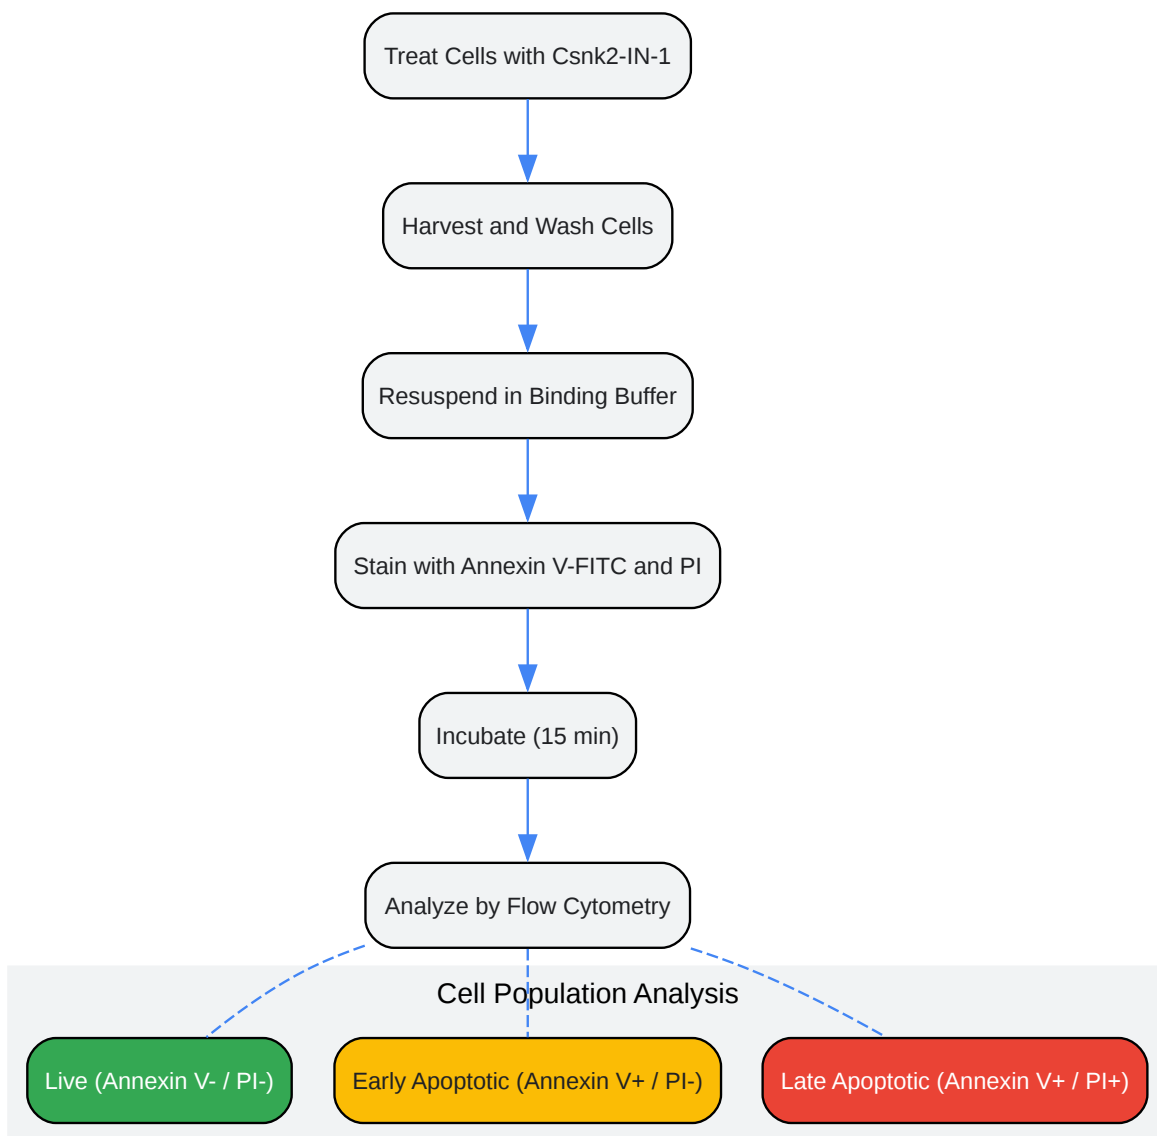 Treat Cells with Csnk2-IN-1
Harvest and Wash Cells
Resuspend in Binding Buffer
Stain with Annexin V-FITC and PI
Incubate (15 min)
Analyze by Flow Cytometry
Cell Population Analysis
Live (Annexin V- / PI-)
Early Apoptotic (Annexin V+ / PI-)
Late Apoptotic (Annexin V+ / PI+)